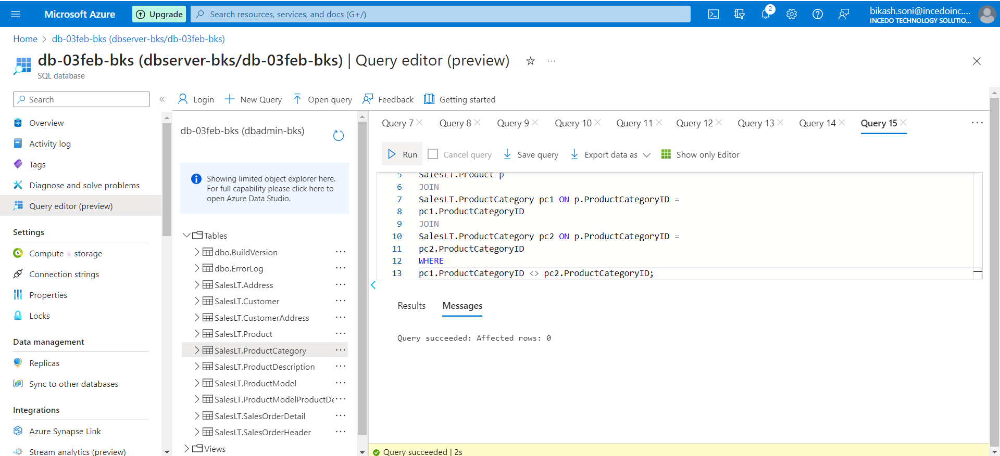 Microsoft Azure
Upgrade
Search resources, services, and docs (G+/)
2
bikash.soni@incedoinc....
INCEDO TECHNOLOGY SOLUTIO...
Home > db-03feb-bks (dbserver-bks/db-03feb-bks)
db-03feb-bks (dbserver-bks/db-03feb-bks) | Query editor (preview)
SQL database
Search
Overview
Activity log
Tags
Diagnose and solve problems
Query editor (preview)
Settings
Compute + storage
Connection strings
Properties
Locks
Data management
Replicas
Sync to other databases
Integrations
Azure Synapse Link
Stream analytics (preview)
Login
New Query
Open query
Feedback
Getting started
db-03feb-bks (dbadmin-bks)
Showing limited object explorer here.
For full capability please click here to
open Azure Data Studio.
Tables
dbo.BuildVersion
dbo.ErrorLog
SalesLT.Address
SalesLT.Customer
SalesLT.CustomerAddress
SalesLT.Product
SalesLT.ProductCategory
SalesLT.ProductDescription
SalesLT.ProductModel
SalesLT.ProductModelProductDe
SalesLT.SalesOrderDetail
SalesLT.SalesOrderHeader
Views
Query 7
Query 8
Query 9
Query 10
Query 11
Query 12
Query 13
Query 14
Query 15
Run
Cancel query
Save query
Export data as
Show only Editor
5 SalesLT.Product p
6 JOIN
7 SalesLT.ProductCategory pc1 ON p.ProductCategoryID =
8 pc1.ProductCategoryID
9 JOIN
10 SalesLT.ProductCategory pc2 ON p.ProductCategoryID =
11 pc2.ProductCategoryID
12 WHERE
13 pc1.ProductCategoryID <> pc2.ProductCategoryID;
Results
Messages
Query succeeded: Affected rows: 0
Query succeeded | 2s